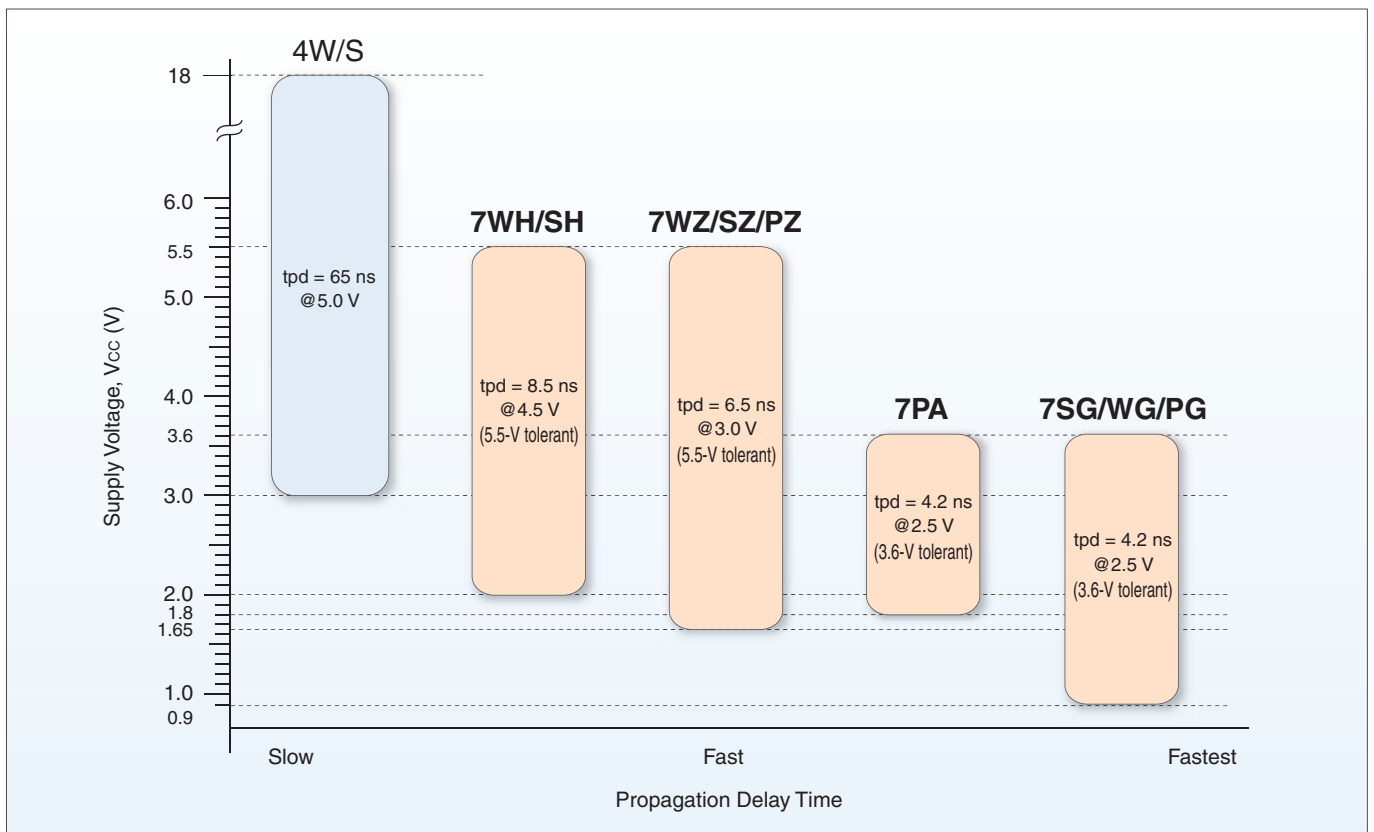 4W/S
18
6.0
7WH/SH
7WZ/SZ/PZ
5.5
tpd = 65 ns
@5.0 V
5.0
Supply Voltage, VCC (V)
tpd = 8.5 ns
@4.5 V
(5.5-V tolerant)
tpd = 6.5 ns
@3.0 V
(5.5-V tolerant)
4.0
7PA
7SG/WG/PG
3.6
3.0
tpd = 4.2 ns
@2.5 V
(3.6-V tolerant)
tpd = 4.2 ns
@2.5 V
(3.6-V tolerant)
2.0
1.8
1.65
1.0
0.9
Slow
Fast
Fastest
Propagation Delay Time